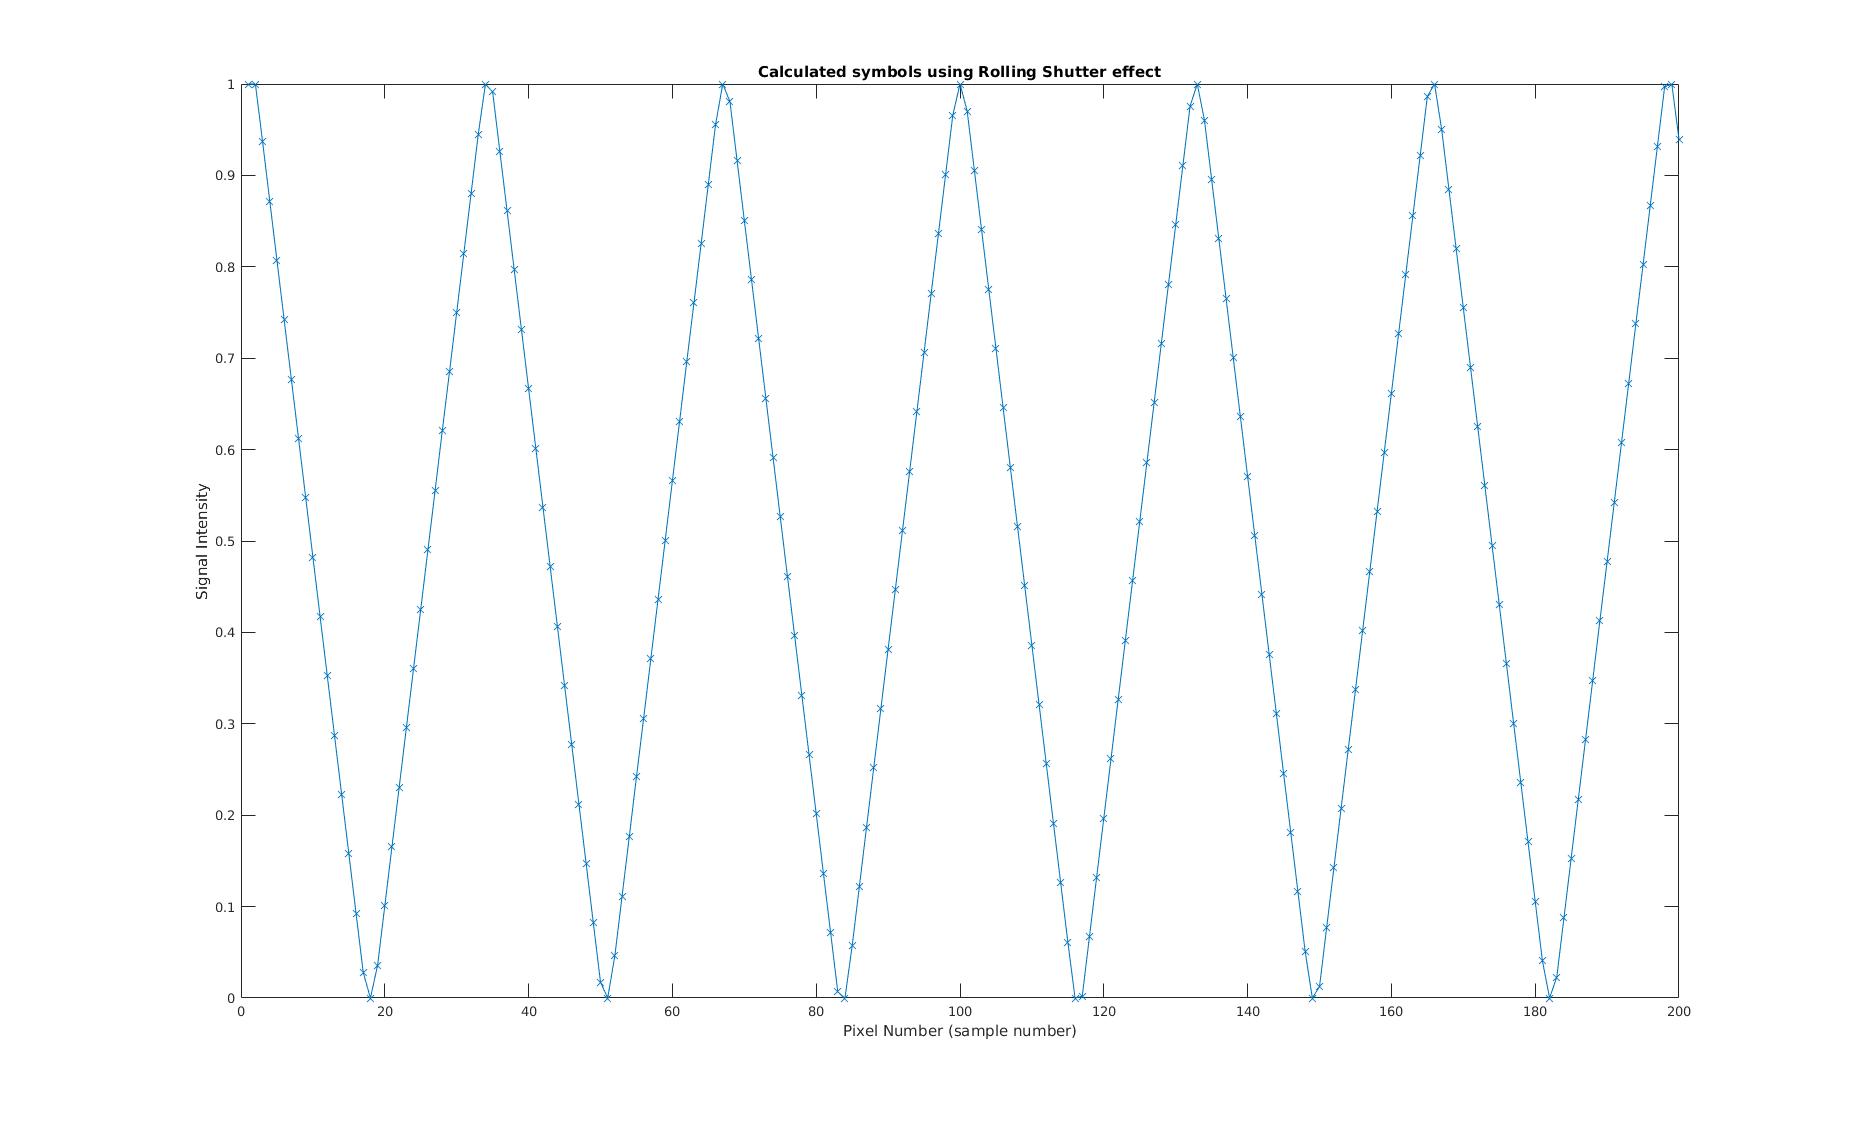 Calculated symbols using Rolling Shutter effect
1
0.9
0.8
0.7
0.6
0.5
0.4
0.3
0.2
0.1
0
Signal Intensity
0 20 40 60 80 100 120 140 160 180 200
Pixel Number (sample number)